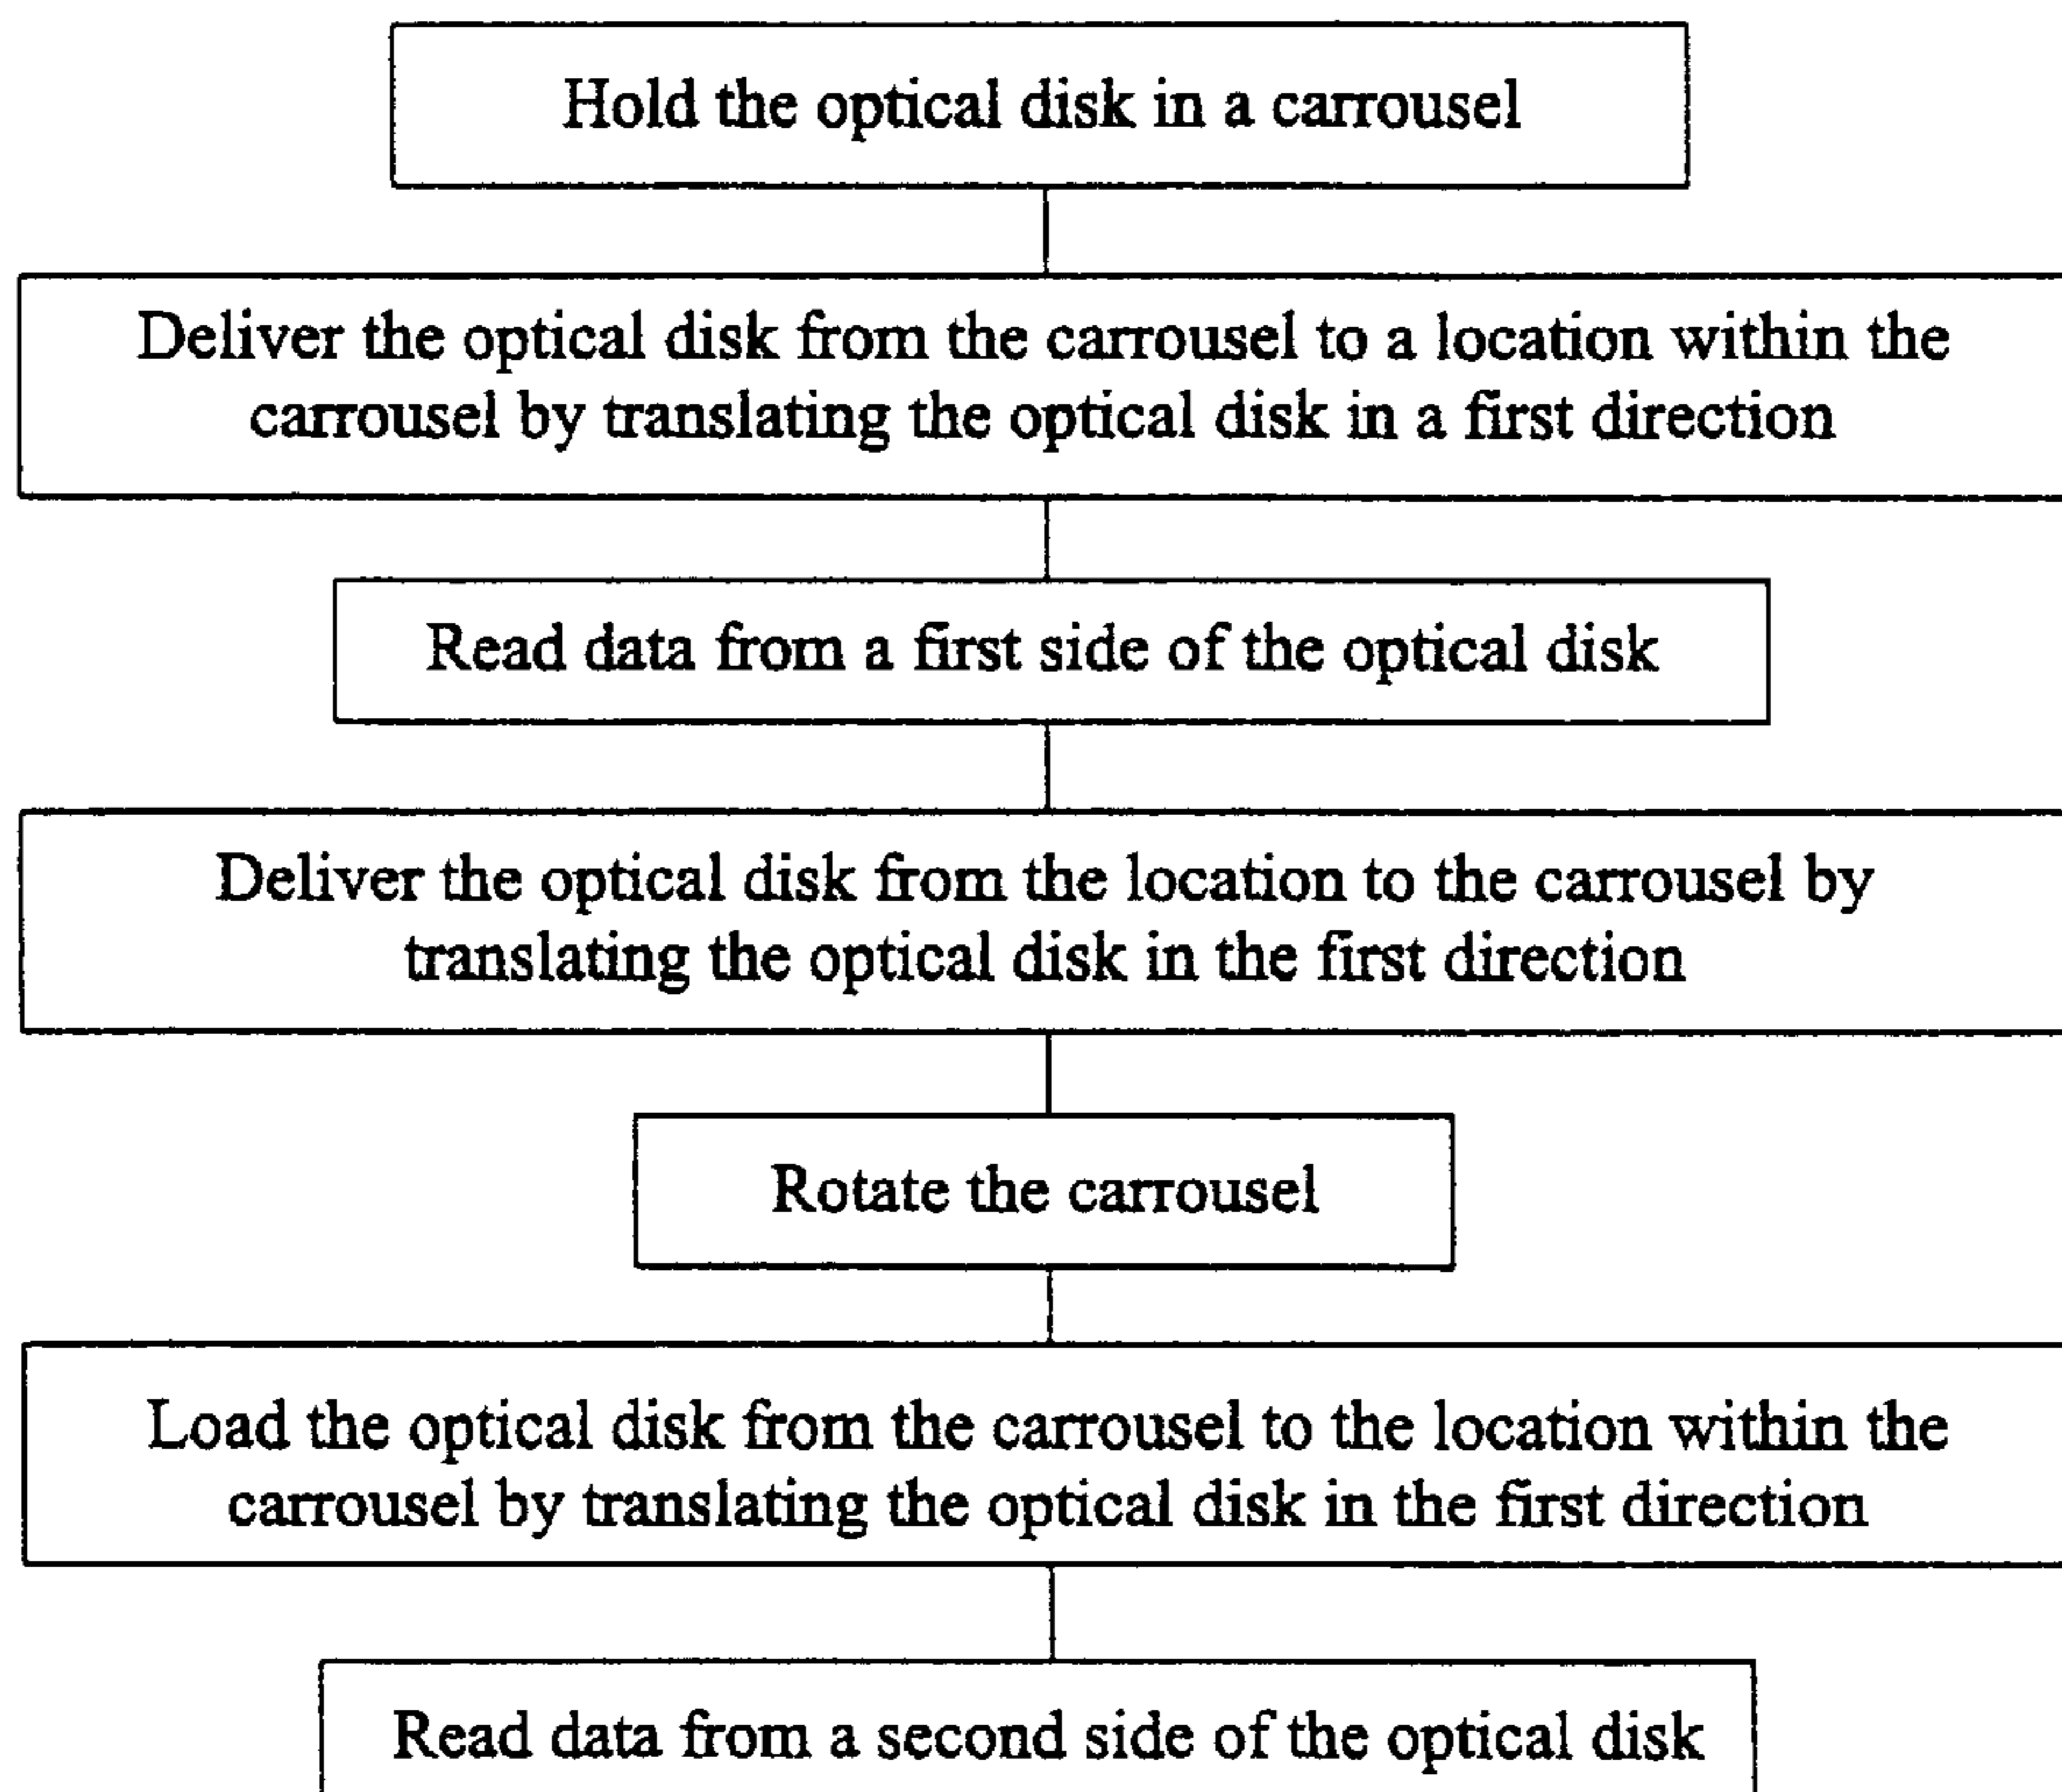 Hold the optical disk in a carrousel
Deliver the optical disk from the carrousel to a location within the
carrousel by translating the optical disk in a first direction
Read data from a first side of the optical disk
Deliver the optical disk from the location to the carrousel by
translating the optical disk in the first direction
Rotate the carrousel
Load the optical disk from the carrousel to the location within the
carrousel by translating the optical disk in the first direction
Read data from a second side of the optical disk